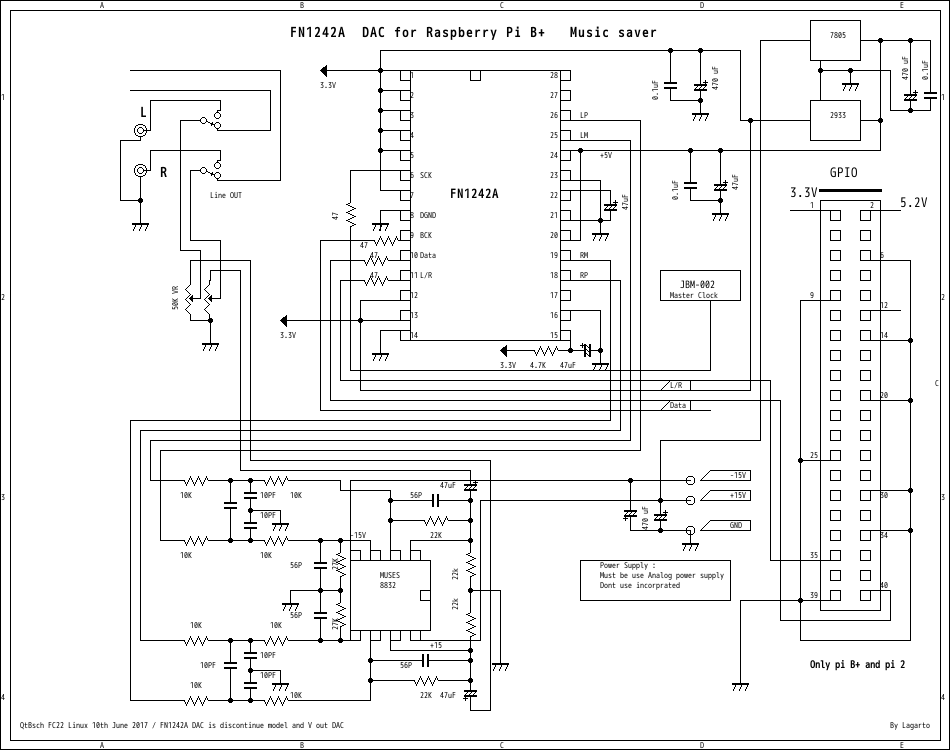 A B C D E
FN1242A DAC for Raspberry Pi B+ Music saver
7805
2933
3.3V
0.1uF
470 uF
470 uF
0.1uF
1
1
L
R
Line OUT
50K VR
1
2
3
4
5
6 SCK
7
8 DGND
9 BCK
10 Data
11 L/R
12
13
14
28
27
26 LP
25 LM
24 +5V
23
22
21
20
19 RM
18 RP
17
16
15
FN1242A
47
47
47
47
47uF
0.1uF
47uF
3.3V
3.3V 4.7K 47uF
JBM-002
Master Clock
L/R
Data
GPIO
3.3V
5.2V
1
2
6
9
12
14
20
25
30
34
35
39
40
2
2
C
3
3
4
4
10K
10PF
10K
10PF
10K
10K
-15V
56P
27K
56P
27K
10K
10K
10PF
10PF
10PF
10K
10K
MUSES
8832
47uF
56P
22K
22k
22k
+15
56P
22K
47uF
470 uF
-15V
+15V
GND
Power Supply :
Must be use Analog power supply
Dont use incorprated
Only pi B+ and pi 2
QtBsch FC22 Linux 10th June 2017 / FN1242A DAC is discontinue model and V out DAC
By Lagarto
A B C D E